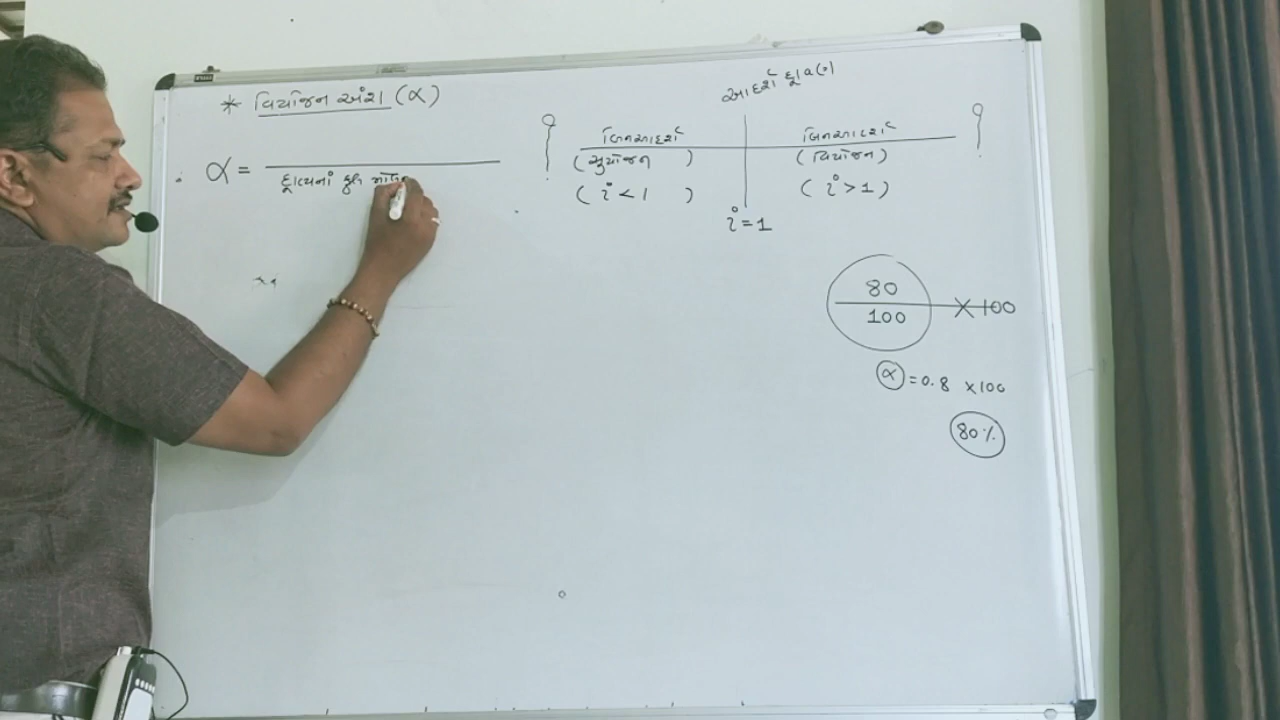 * વિયોજન અંશ (α)
α =
દ્રાવ્યનાં કુલ મોલ
આદર્શ દ્રાવણ
બિનઆદર્શ
(સુયોજન )
(i < 1 )
બિનઆદર્શ
(વિયોજન)
(i > 1)
i = 1
80
100
× 100
α = 0.8 × 100
80%